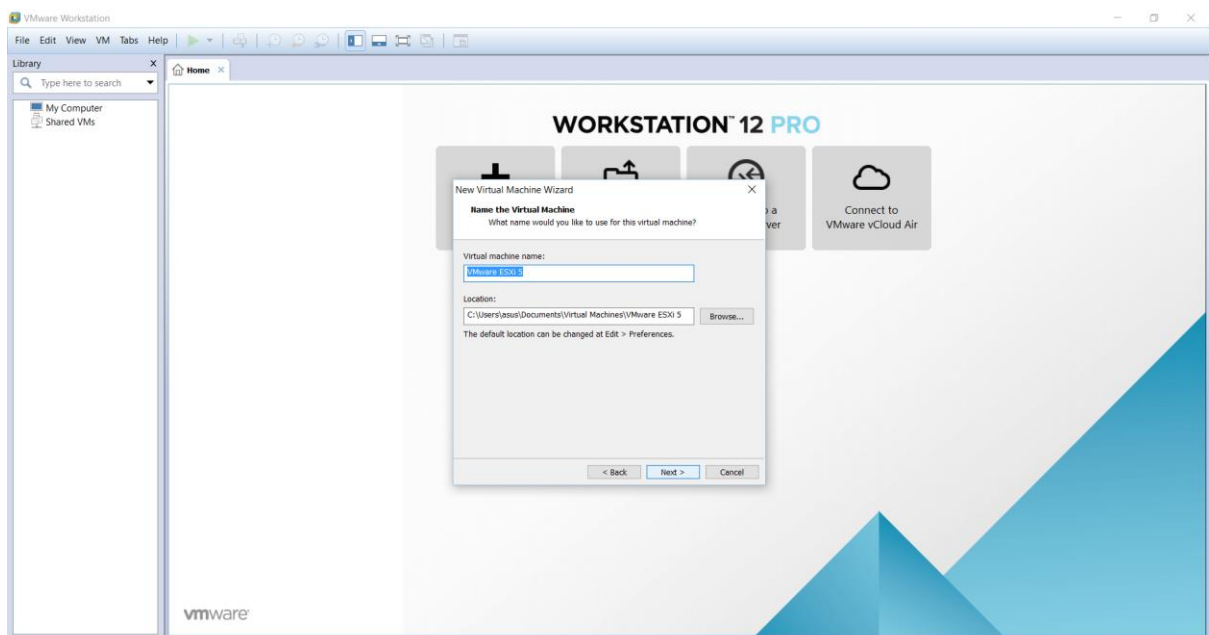 VMware Workstation
File Edit View VM Tabs Help
Library
Type here to search
My Computer
Shared VMs
Home
WORKSTATION™ 12 PRO
a
ver
Connect to
VMware vCloud Air
New Virtual Machine Wizard
Name the Virtual Machine
What name would you like to use for this virtual machine?
Virtual machine name:
VMware ESXi 5
Location:
C:\Users\asus\Documents\Virtual Machines\VMware ESXi 5
Browse...
The default location can be changed at Edit > Preferences.
< Back Next > Cancel
vmware